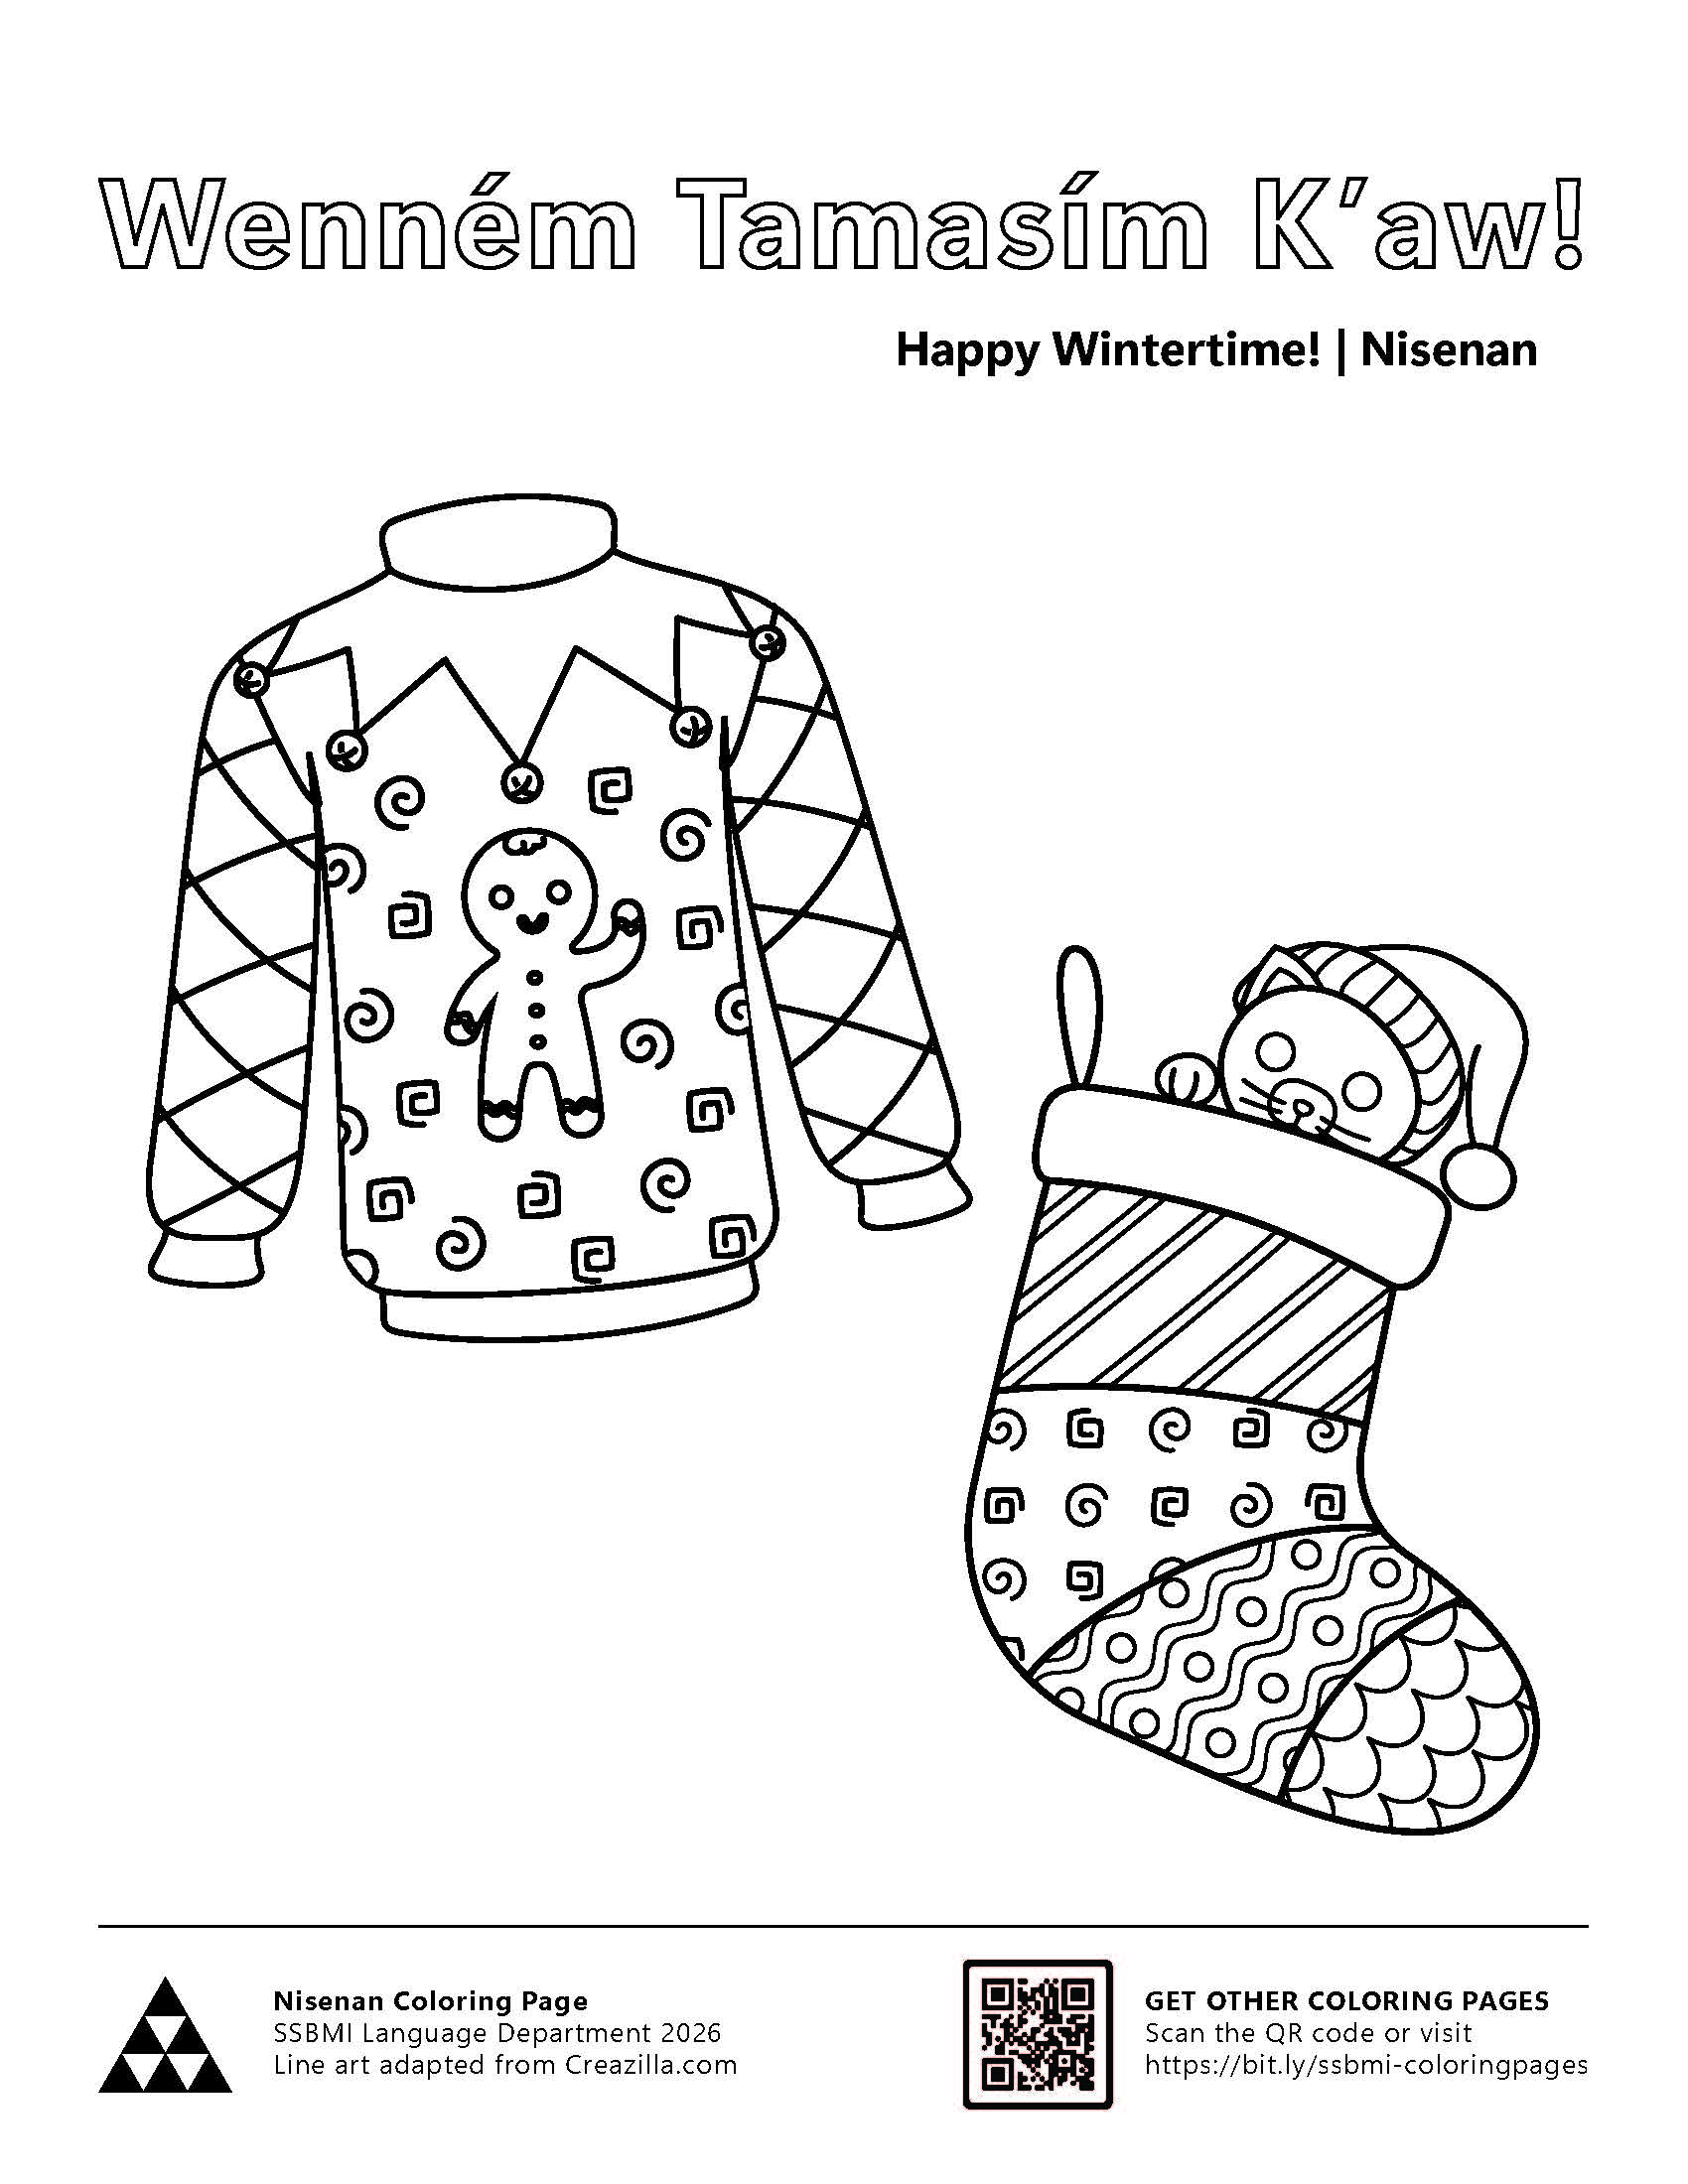 Wenném Tamasím K’aw!
Happy Wintertime! | Nisenan
Nisenan Coloring Page
SSBMI Language Department 2026
Line art adapted from Creazilla.com
GET OTHER COLORING PAGES
Scan the QR code or visit
https://bit.ly/ssbmi-coloringpages